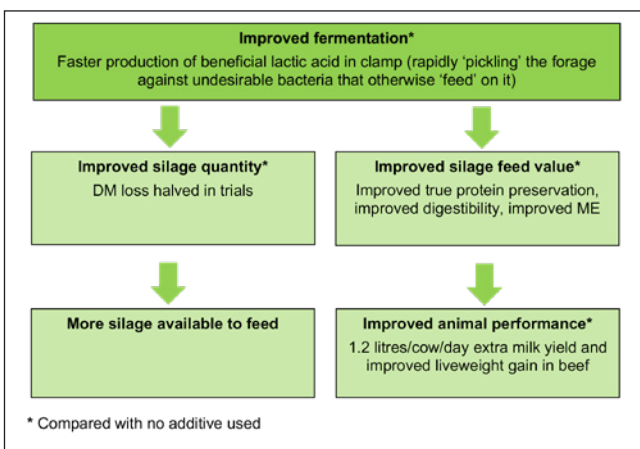 Improved fermentation*
Faster production of beneficial lactic acid in clamp (rapidly ‘pickling’ the forage
against undesirable bacteria that otherwise ‘feed’ on it)
Improved silage quantity*
DM loss halved in trials
Improved silage feed value*
Improved true protein preservation,
improved digestibility, improved ME
More silage available to feed
Improved animal performance*
1.2 litres/cow/day extra milk yield and
improved liveweight gain in beef
* Compared with no additive used